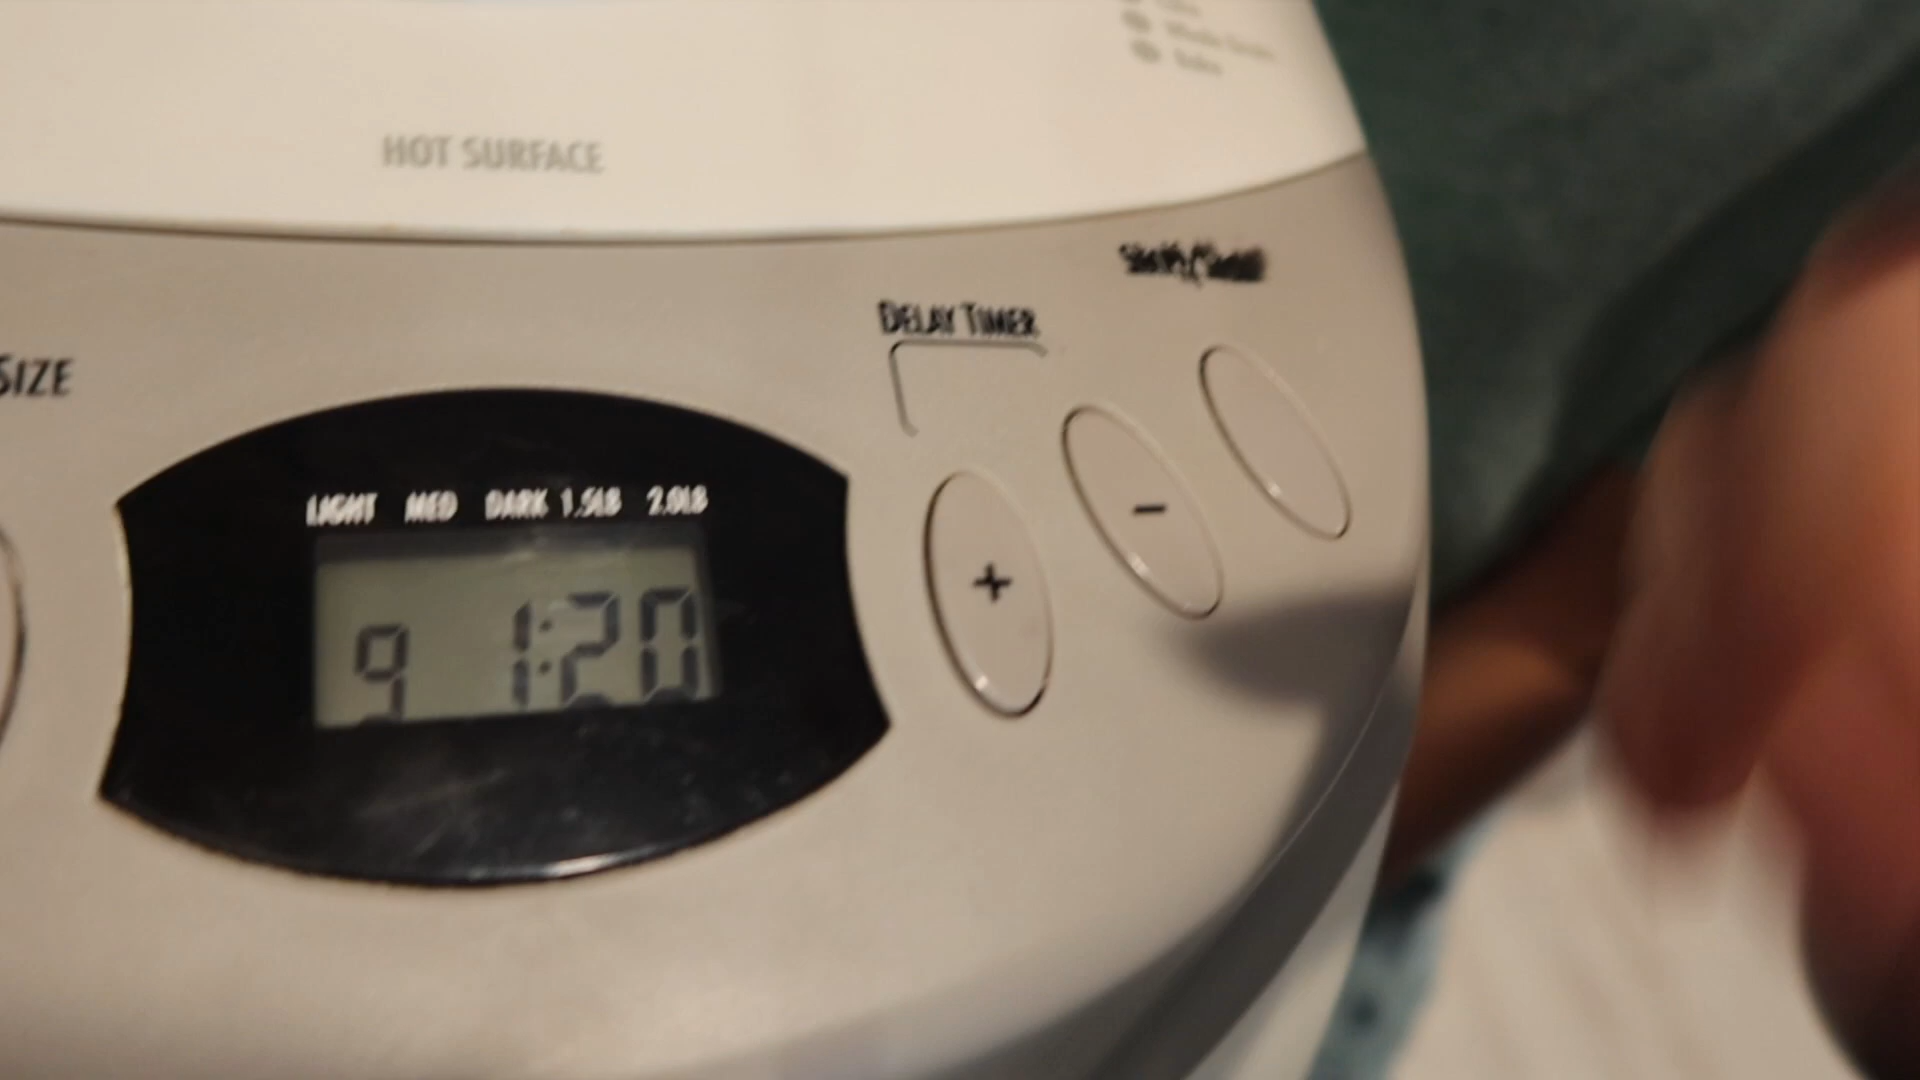 HOT SURFACE
DELAY TIMER
SIZE
LIGHT MED DARK 1.5LB 2.0LB
9 1:20
+
-